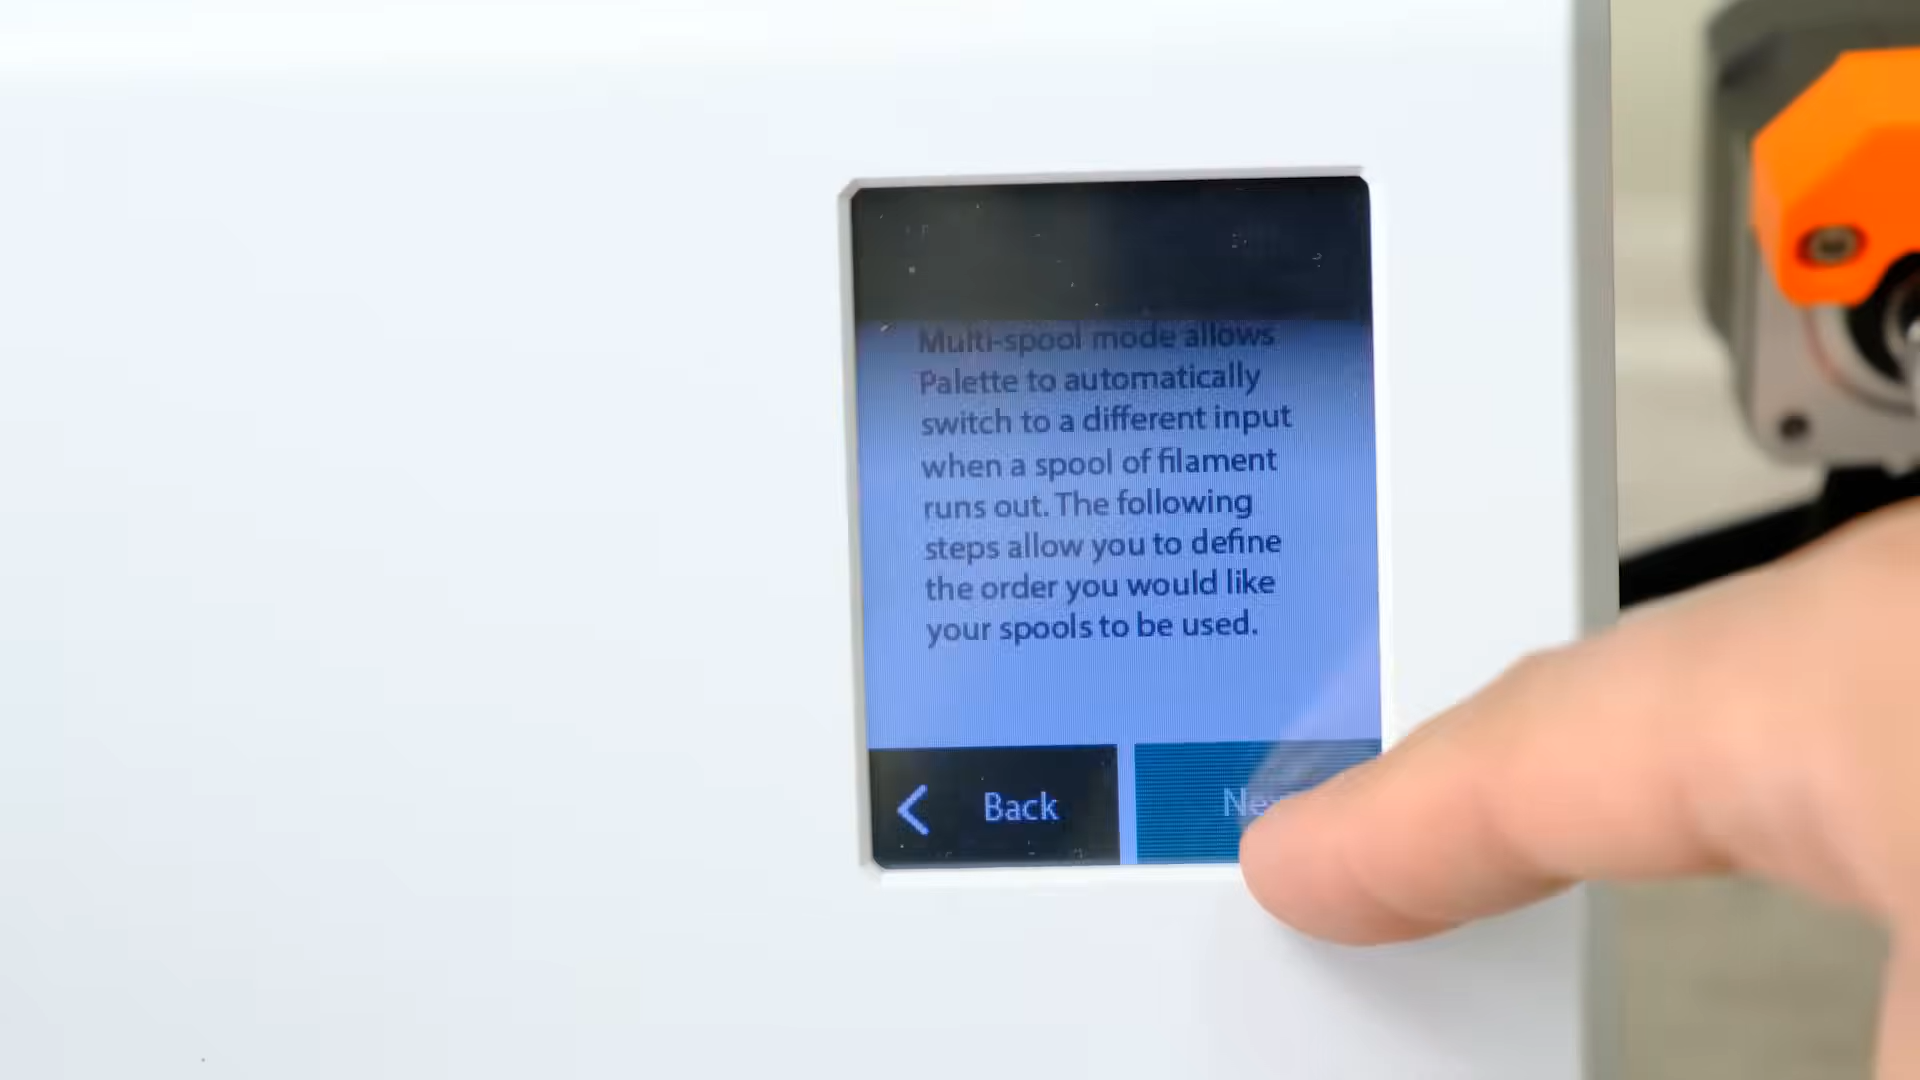 Multi-spool mode allows
Palette to automatically
switch to a different input
when a spool of filament
runs out. The following
steps allow you to define
the order you would like
your spools to be used.
Back